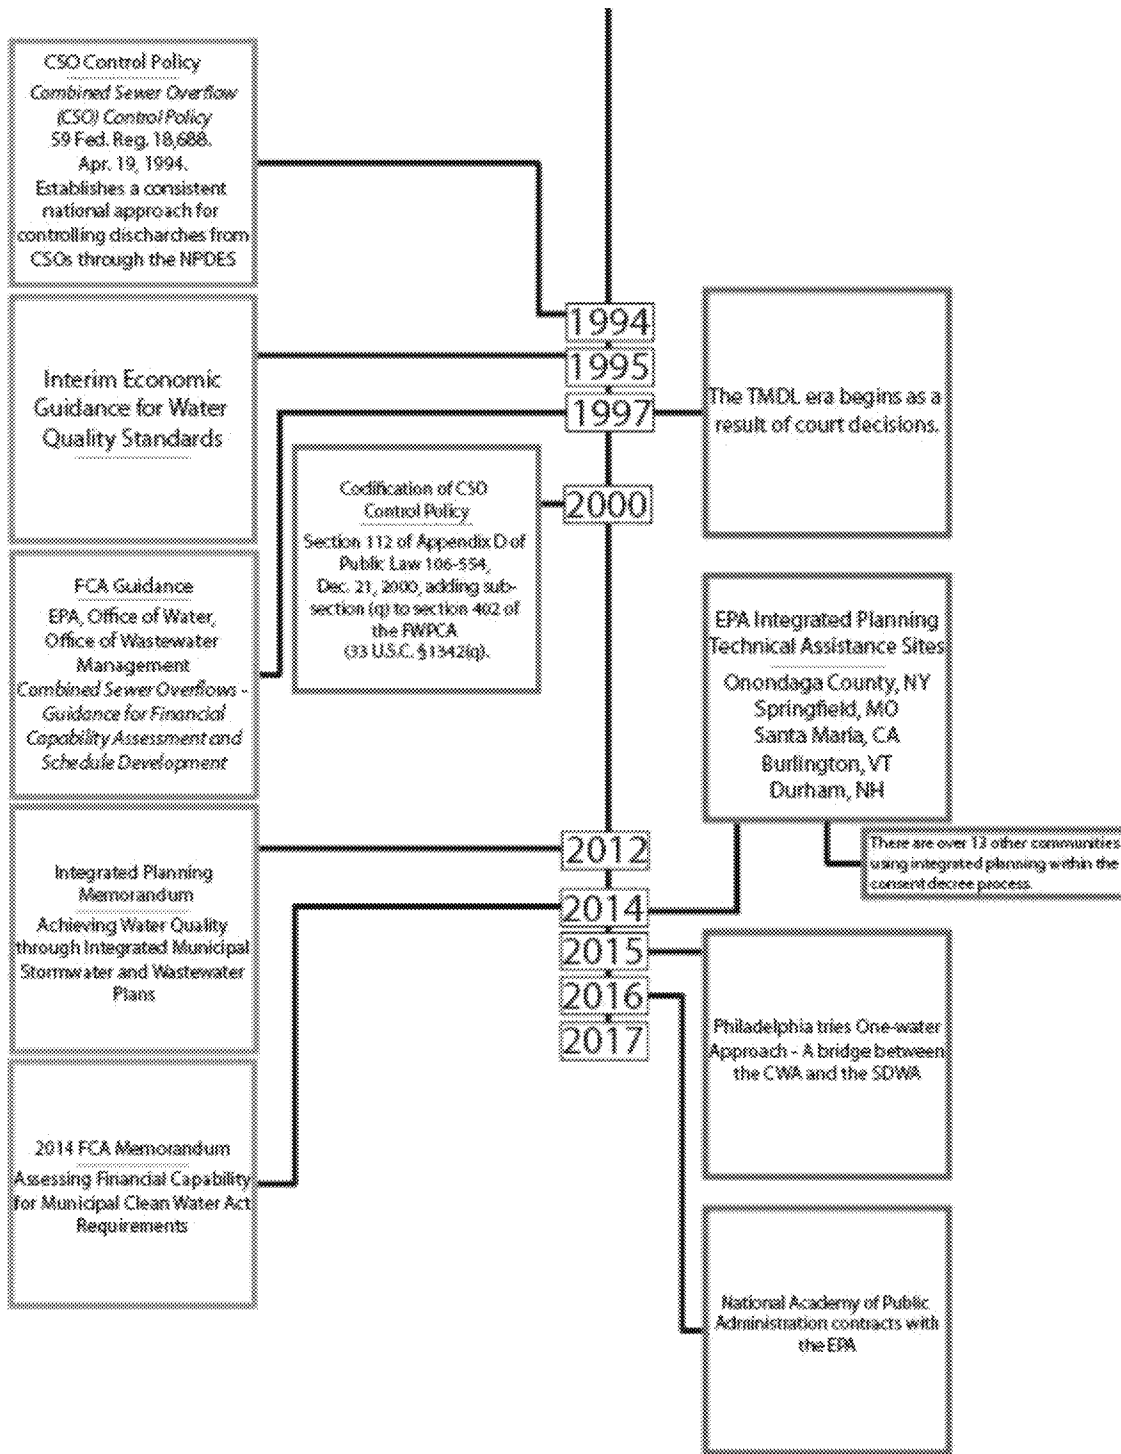 CSO Control Policy
Combined Sewer Overflow
(CSO) Control Policy
59 Fed. Reg. 18,688.
Apr. 19, 1994.
Establishes a consistent
national approach for
controlling discharches from
CSOs through the NPDES
1994
1995
1997
2000
2012
2014
2015
2016
2017
Interim Economic
Guidance for Water
Quality Standards
The TMDL era begins as a
result of court decisions.
Codification of CSO
Control Policy
Section 112 of Appendix D of
Public Law 106-554,
Dec. 21, 2000, adding sub-
section (q) to section 402 of
the FWPCA
(33 U.S.C. §1342(q).
FCA Guidance
EPA, Office of Water,
Office of Wastewater
Management
Combined Sewer Overflows -
Guidance for Financial
Capability Assessment and
Schedule Development
EPA Integrated Planning
Technical Assistance Sites
Onondaga County, NY
Springfield, MO
Santa Maria, CA
Burlington, VT
Durham, NH
There are over 13 other communities
using integrated planning within the
consent decree process.
Integrated Planning
Memorandum
Achieving Water Quality
through Integrated Municipal
Stormwater and Wastewater
Plans
Philadelphia tries One-water
Approach - A bridge between
the CWA and the SDWA
2014 FCA Memorandum
Assessing Financial Capability
for Municipal Clean Water Act
Requirements
National Academy of Public
Administration contracts with
the EPA